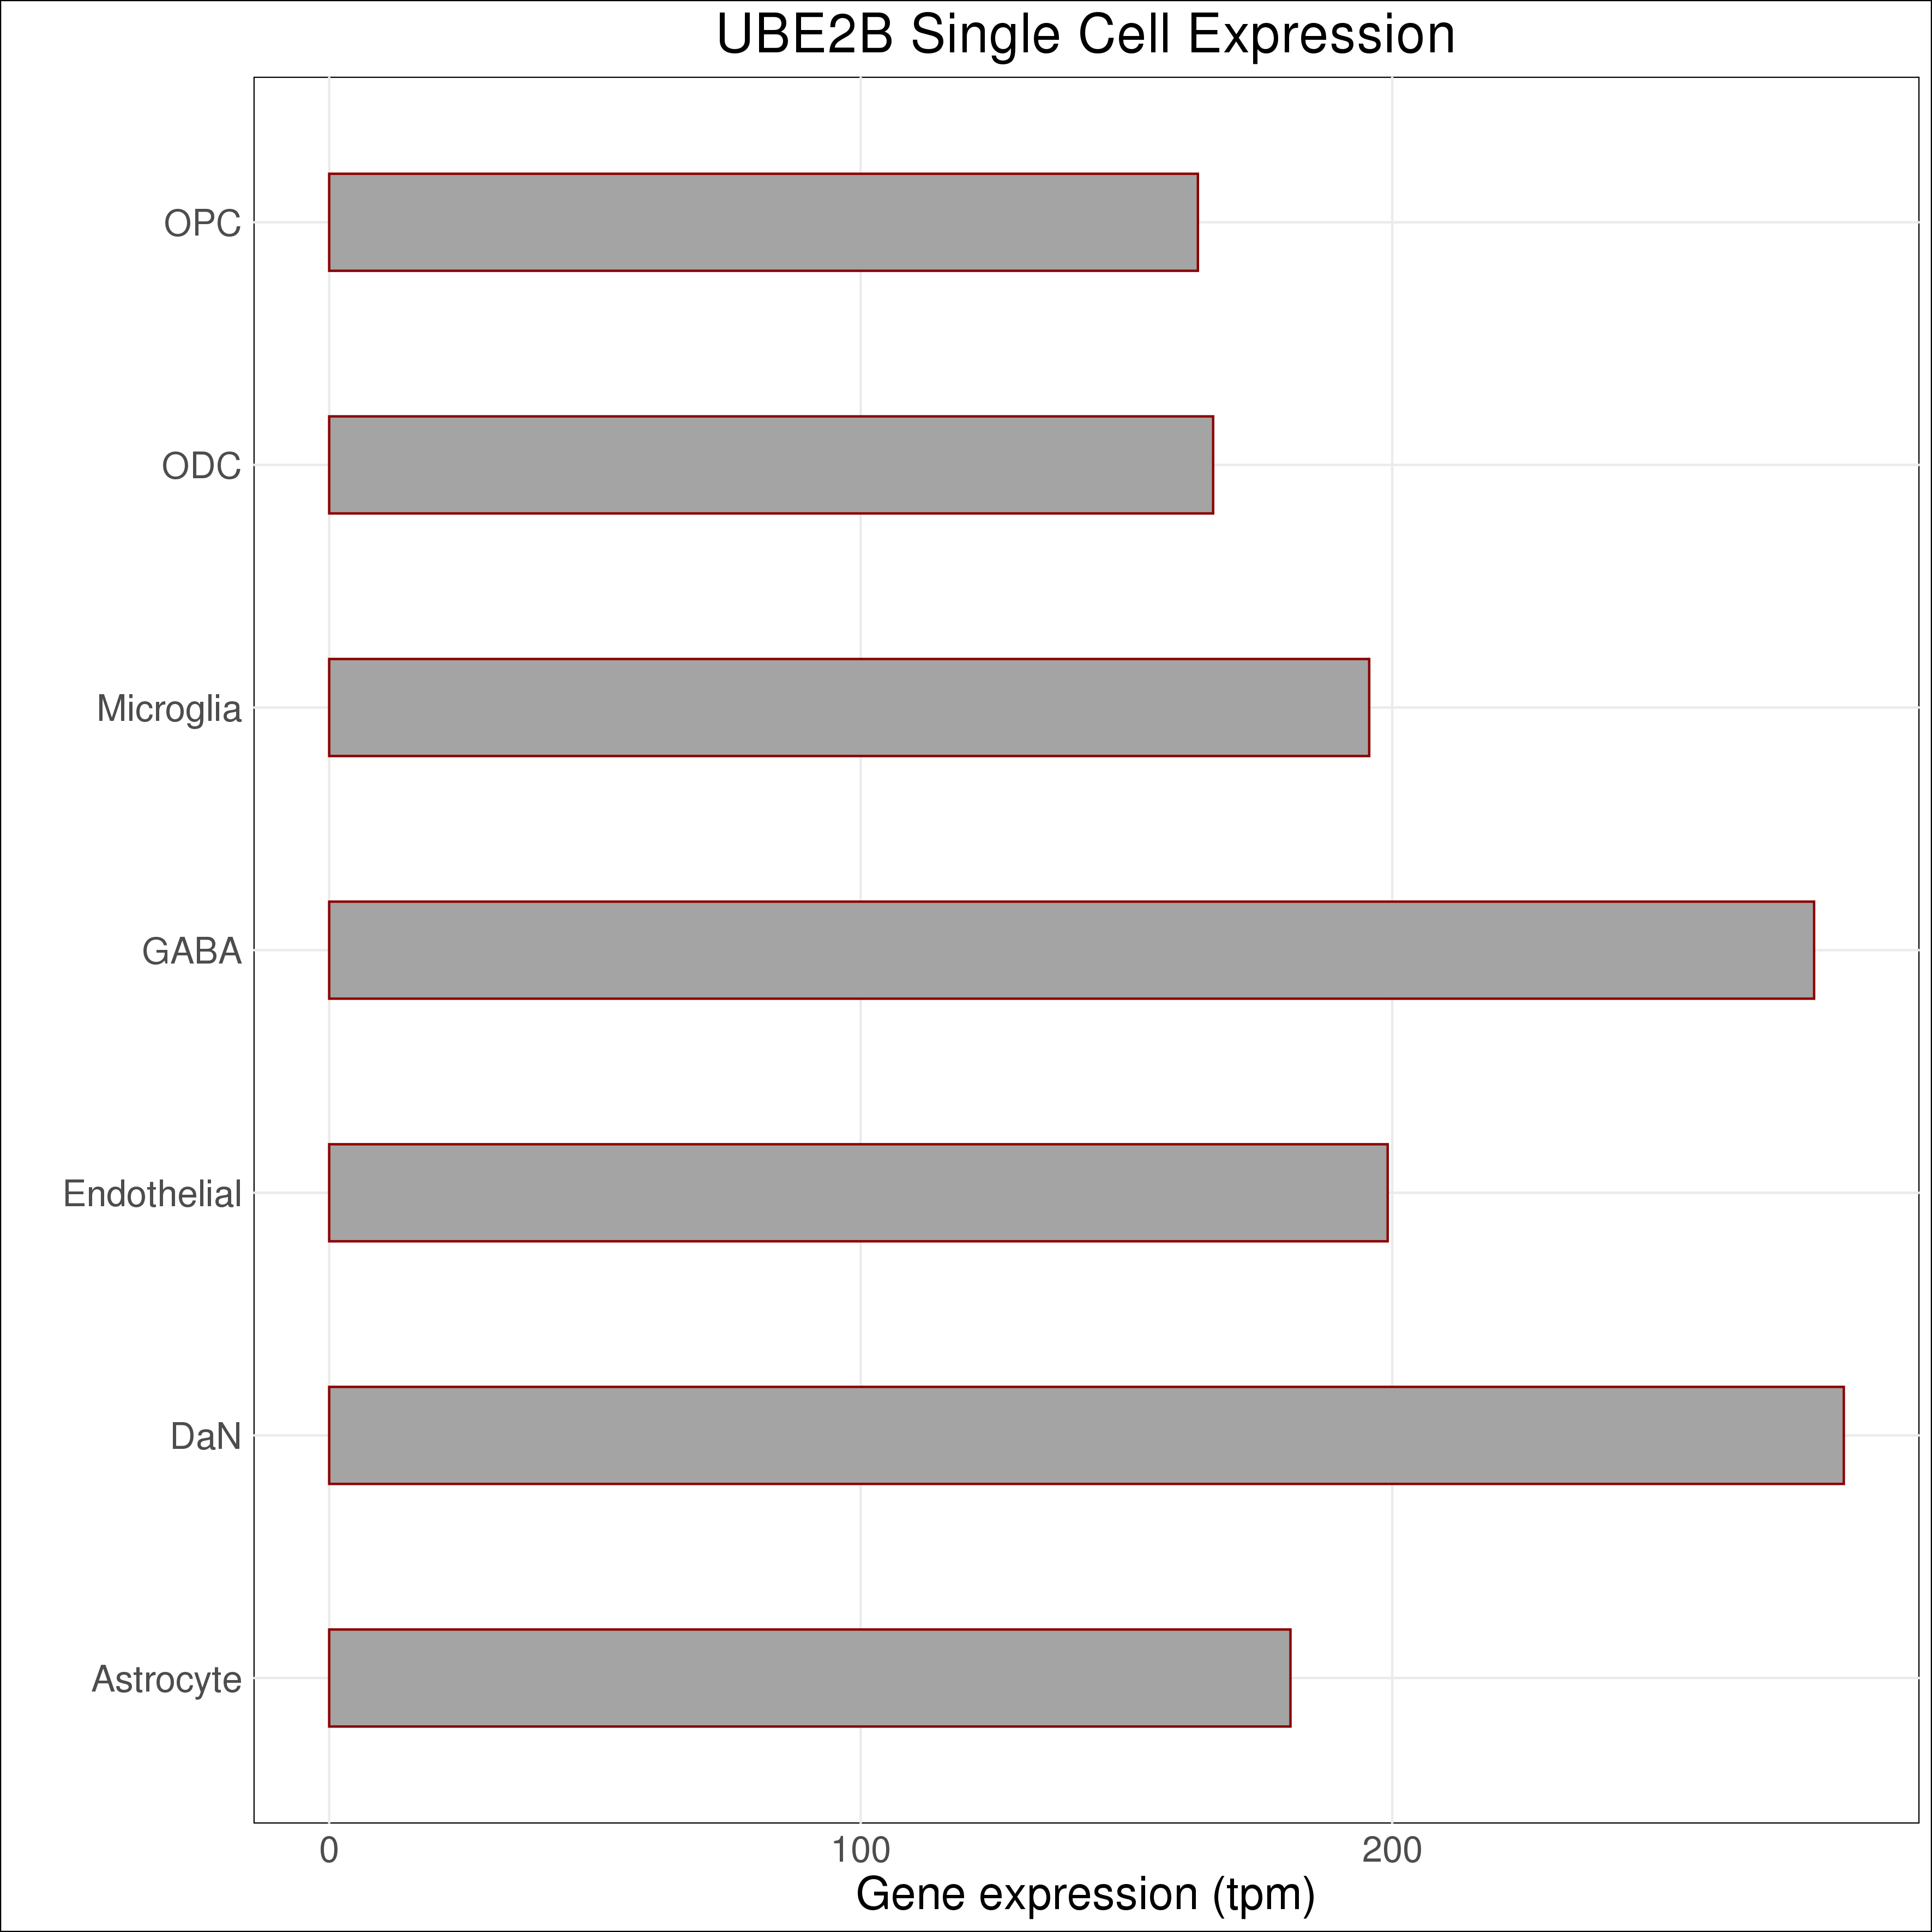 UBE2B Single Cell Expression
OPC
ODC
Microglia
GABA
Endothelial
DaN
Astrocyte
0 100 200
Gene expression (tpm)